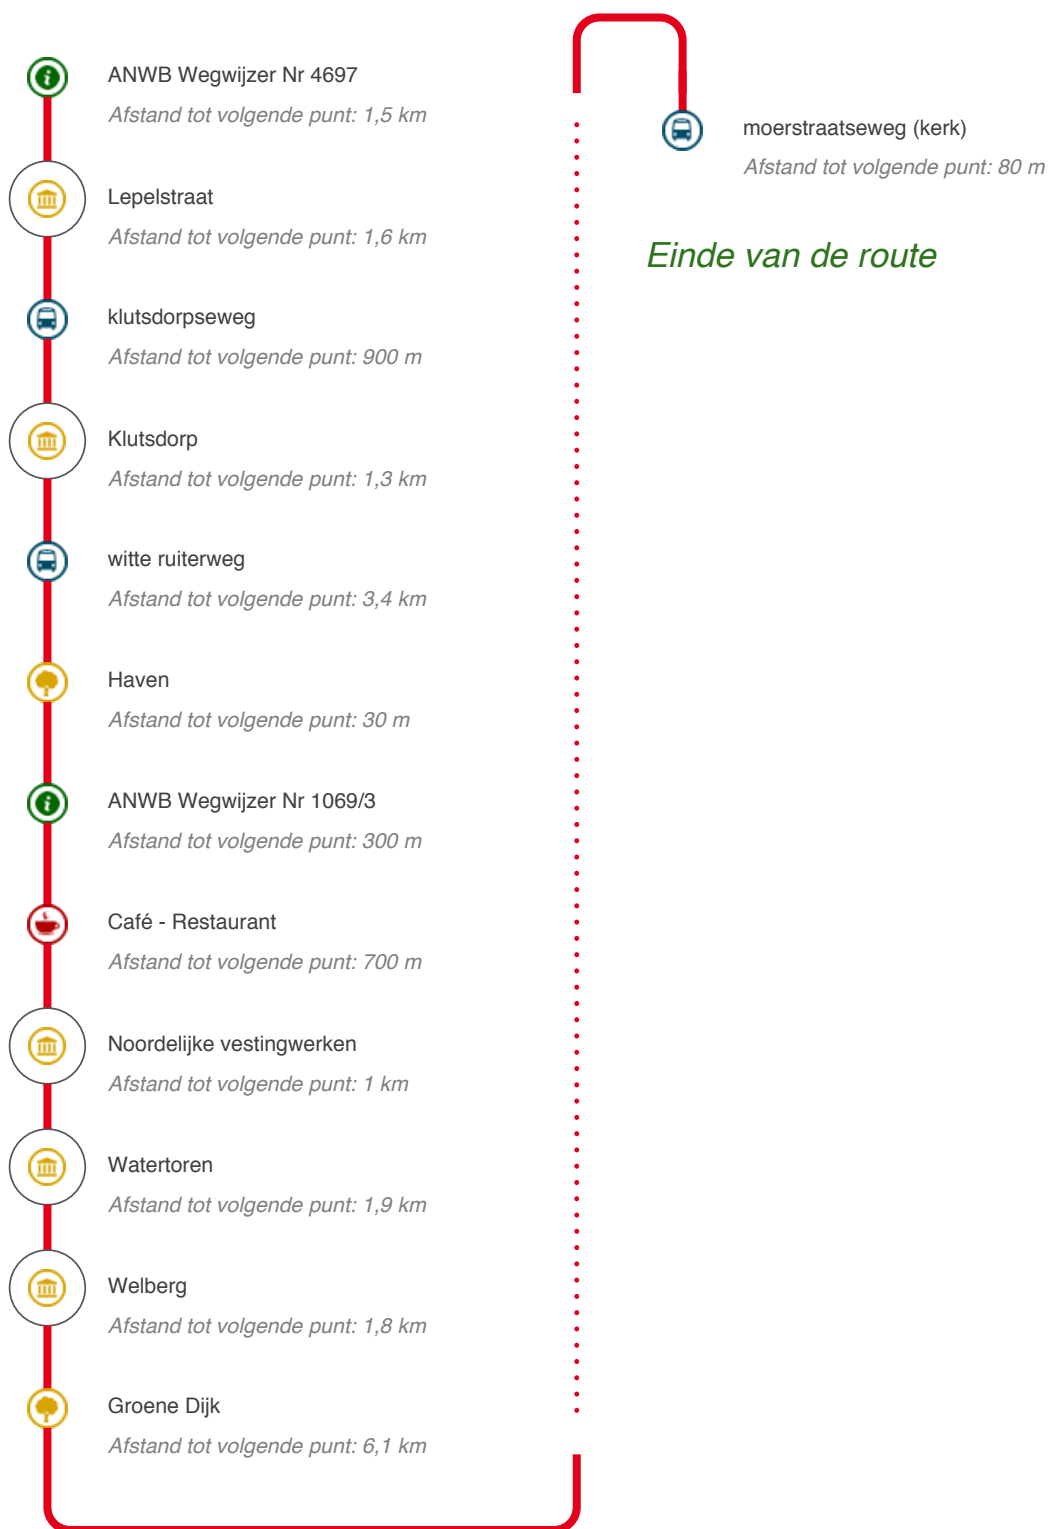 ANWB Wegwijzer Nr 4697
Afstand tot volgende punt: 1,5 km
Lepelstraat
Afstand tot volgende punt: 1,6 km
klutsdorpseweg
Afstand tot volgende punt: 900 m
Klutsdorp
Afstand tot volgende punt: 1,3 km
witte ruiterweg
Afstand tot volgende punt: 3,4 km
Haven
Afstand tot volgende punt: 30 m
ANWB Wegwijzer Nr 1069/3
Afstand tot volgende punt: 300 m
Café - Restaurant
Afstand tot volgende punt: 700 m
Noordelijke vestingwerken
Afstand tot volgende punt: 1 km
Watertoren
Afstand tot volgende punt: 1,9 km
Welberg
Afstand tot volgende punt: 1,8 km
Groene Dijk
Afstand tot volgende punt: 6,1 km
moerstraatseweg (kerk)
Afstand tot volgende punt: 80 m
Einde van de route